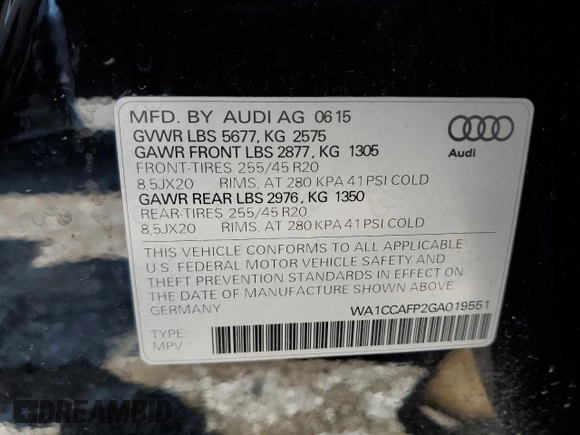 MFD. BY AUDI AG 06 15
GVWR LBS 5677, KG 2575
GAWR FRONT LBS 2877, KG 1305
FRONT-TIRES 255/45 R20
8.5JX20 RIMS, AT 280 KPA 41 PSI COLD
GAWR REAR LBS 2976, KG 1350
REAR-TIRES 255/45 R20
8.5JX20 RIMS, AT 280 KPA 41 PSI COLD
Audi
THIS VEHICLE CONFORMS TO ALL APPLICABLE
U.S. FEDERAL MOTOR VEHICLE SAFETY AND
THEFT PREVENTION STANDARDS IN EFFECT ON
THE DATE OF MANUFACTURE SHOWN ABOVE
GERMANY
WA1CCAFP2GA019551
TYPE:
MPV
DREAMBID